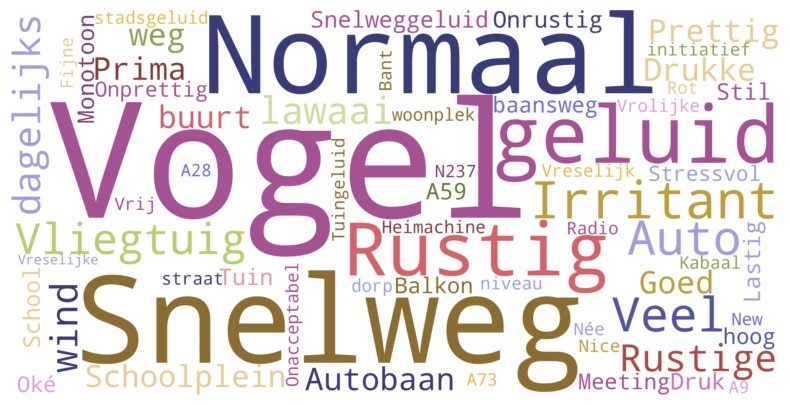 stadsgeluid
weg
Prima
Onprettig
dagelijks
Fijne
Monotoon
Normaal
Snelweggeluid
Onrustig
Prettig
initiatief
Drukke
Rot
Stil
Bant
buurt
lawaai
woonplek
baansweg
Vrolijke
Vogel
geluid
A28
Vrij
Tuingeluid
N237
A59
Vreselijk
Stressvol
Irritant
Vliegtuig
Vreselijke
Heimachine
Rustig
Radio
Auto
Kabaal
Lastig
School
wind
straat
Tuin
Onacceptabel
dorp
Balkon
niveau
Goed
Snelweg
Née
Nice
Veel
New
hoog
Rustige
Oké
Schoolplein
Autobaan
A73
Meeting
Druk
A9